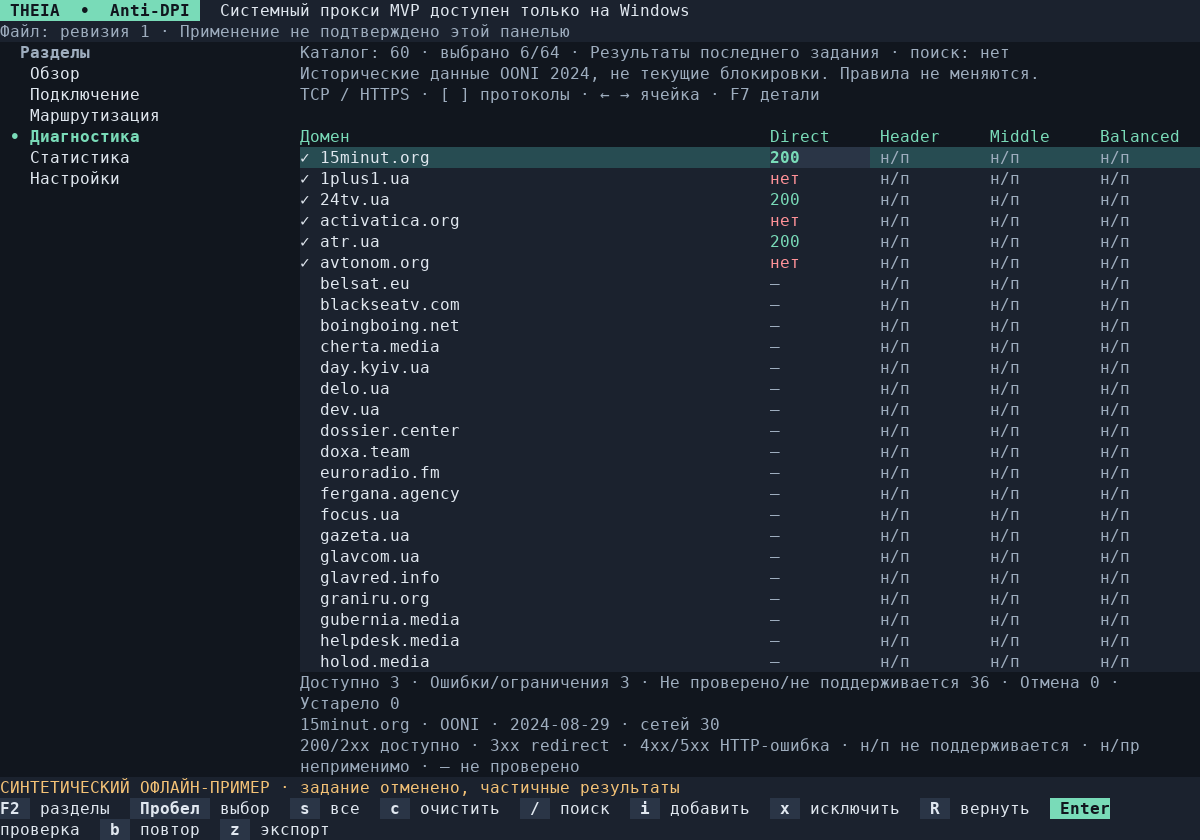 THEIA • Anti-DPI Системный прокси MVP доступен только на Windows
Файл: ревизия 1 · Применение не подтверждено этой панелью
Разделы
Обзор
Подключение
Маршрутизация
• Диагностика
Статистика
Настройки
Каталог: 60 · выбрано 6/64 · Результаты последнего задания · поиск: нет
Исторические данные OONI 2024, не текущие блокировки. Правила не меняются.
TCP / HTTPS · [ ] протоколы · ← → ячейка · F7 детали
Домен Direct Header Middle Balanced
✓ 15minut.org 200 н/п н/п н/п
✓ 1plus1.ua нет н/п н/п н/п
✓ 24tv.ua 200 н/п н/п н/п
✓ activatica.org нет н/п н/п н/п
✓ atr.ua 200 н/п н/п н/п
✓ avtonom.org нет н/п н/п н/п
belsat.eu — н/п н/п н/п
blackseatv.com — н/п н/п н/п
boingboing.net — н/п н/п н/п
cherta.media — н/п н/п н/п
day.kyiv.ua — н/п н/п н/п
delo.ua — н/п н/п н/п
dev.ua — н/п н/п н/п
dossier.center — н/п н/п н/п
doxa.team — н/п н/п н/п
euroradio.fm — н/п н/п н/п
fergana.agency — н/п н/п н/п
focus.ua — н/п н/п н/п
gazeta.ua — н/п н/п н/п
glavcom.ua — н/п н/п н/п
glavred.info — н/п н/п н/п
graniru.org — н/п н/п н/п
gubernia.media — н/п н/п н/п
helpdesk.media — н/п н/п н/п
holod.media — н/п н/п н/п
Доступно 3 · Ошибки/ограничения 3 · Не проверено/не поддерживается 36 · Отмена 0 ·
Устарело 0
15minut.org · OONI · 2024-08-29 · сетей 30
200/2xx доступно · 3xx redirect · 4xx/5xx HTTP-ошибка · н/п не поддерживается · н/пр
неприменимо · — не проверено
СИНТЕТИЧЕСКИЙ ОФЛАЙН-ПРИМЕР · задание отменено, частичные результаты
F2 разделы Пробел выбор s все c очистить / поиск i добавить x исключить R вернуть Enter
проверка b повтор z экспорт